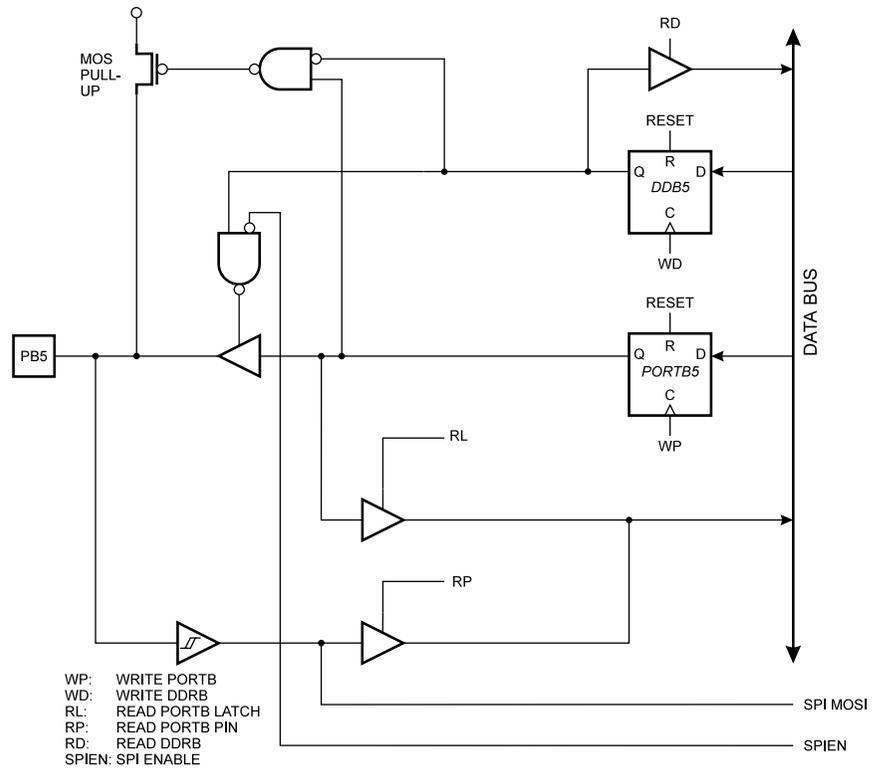 RD
MOS
PULL-
UP
RESET
R
Q
D
DDB5
C
WD
DATA BUS
RESET
R
Q
D
PB5
PORTB5
C
WP
RL
RP
WP: WRITE PORTB
WD: WRITE DDRB
RL: READ PORTB LATCH
RP: READ PORTB PIN
RD: READ DDRB
SPIEN: SPI ENABLE
SPI MOSI
SPIEN